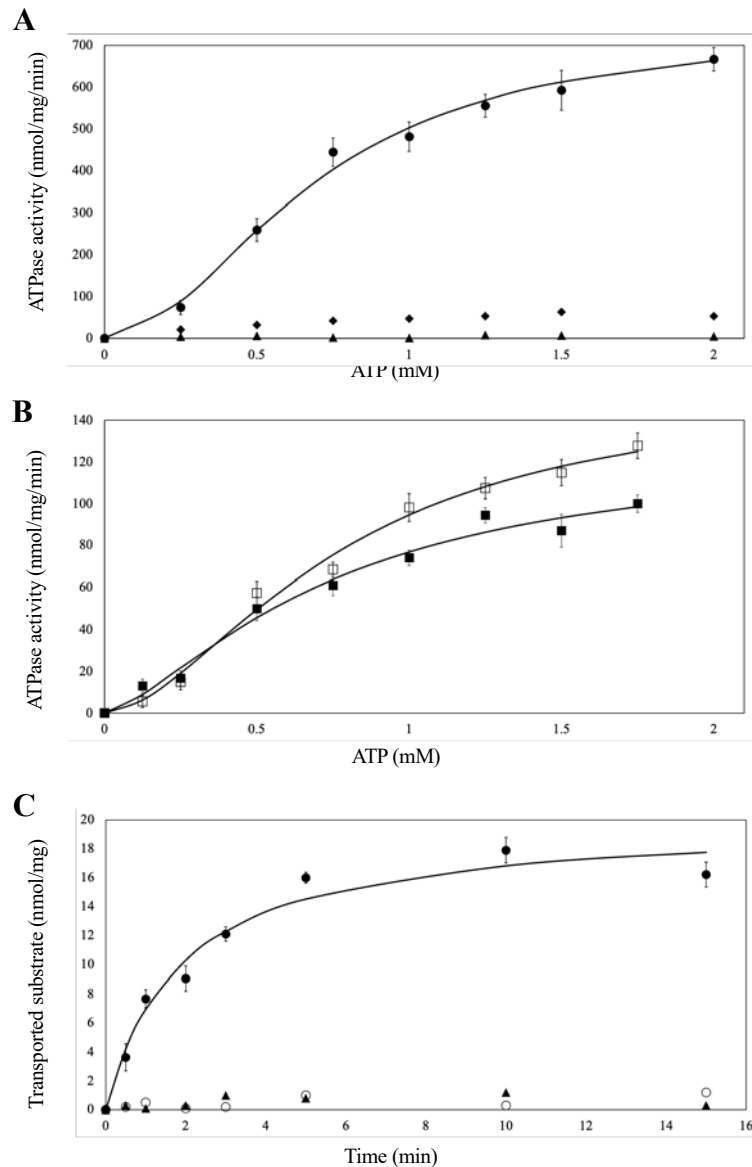 A
ATPase activity (nmol/mg/min)
700
600
500
400
300
200
100
0
0 0.5 1 1.5 2
ATP (mM)
B
ATPase activity (nmol/mg/min)
140
120
100
80
60
40
20
0
0 0.5 1 1.5 2
ATP (mM)
C
Transported substrate (nmol/mg)
20
18
16
14
12
10
8
6
4
2
0
0 2 4 6 8 10 12 14 16
Time (min)